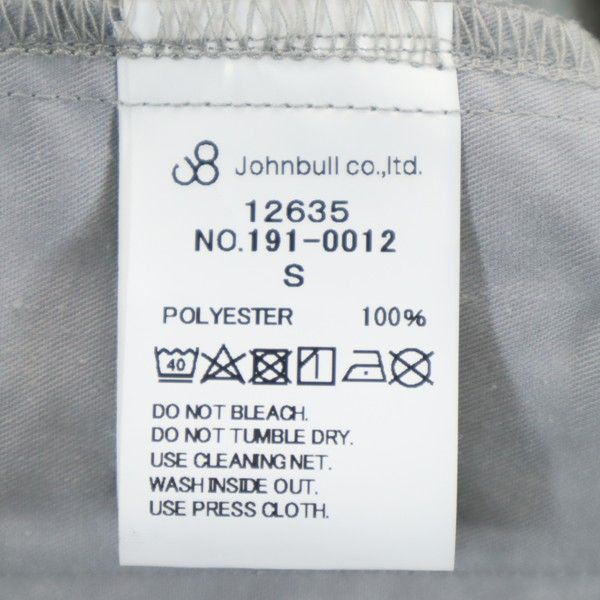 Johnbull co.,ltd.
12635
NO.191-0012
S
POLYESTER 100%
40
DO NOT BLEACH.
DO NOT TUMBLE DRY.
USE CLEANING NET.
WASH INSIDE OUT.
USE PRESS CLOTH.